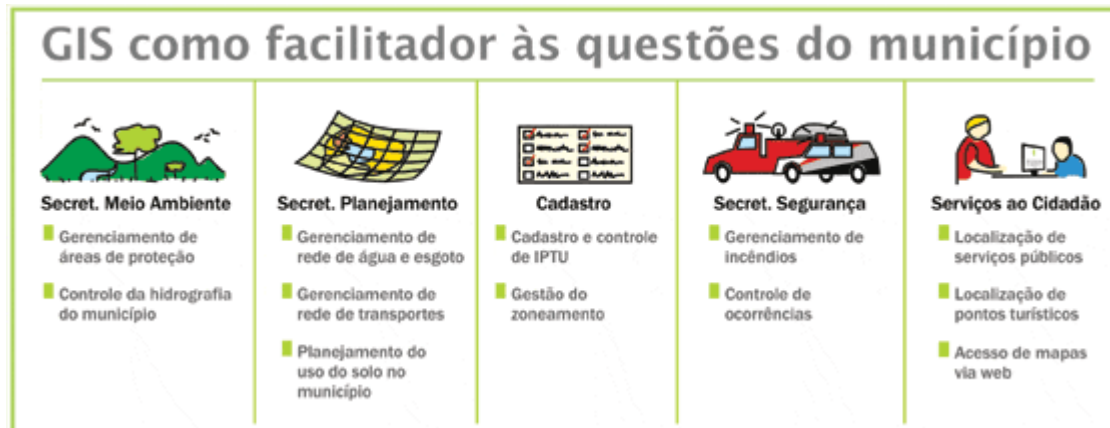 GIS como facilitador às questões do município
Secret. Meio Ambiente
Gerenciamento de
áreas de proteção
Controle da hidrografia
do município
Secret. Planejamento
Gerenciamento de
rede de água e esgoto
Gerenciamento de
rede de transportes
Planejamento do
uso do solo no
município
Cadastro
Cadastro e controle
de IPTU
Gestão do
zoneamento
Secret. Segurança
Gerenciamento de
incêndios
Controle de
ocorrências
Serviços ao Cidadão
Localização de
serviços públicos
Localização de
pontos turísticos
Acesso de mapas
via web